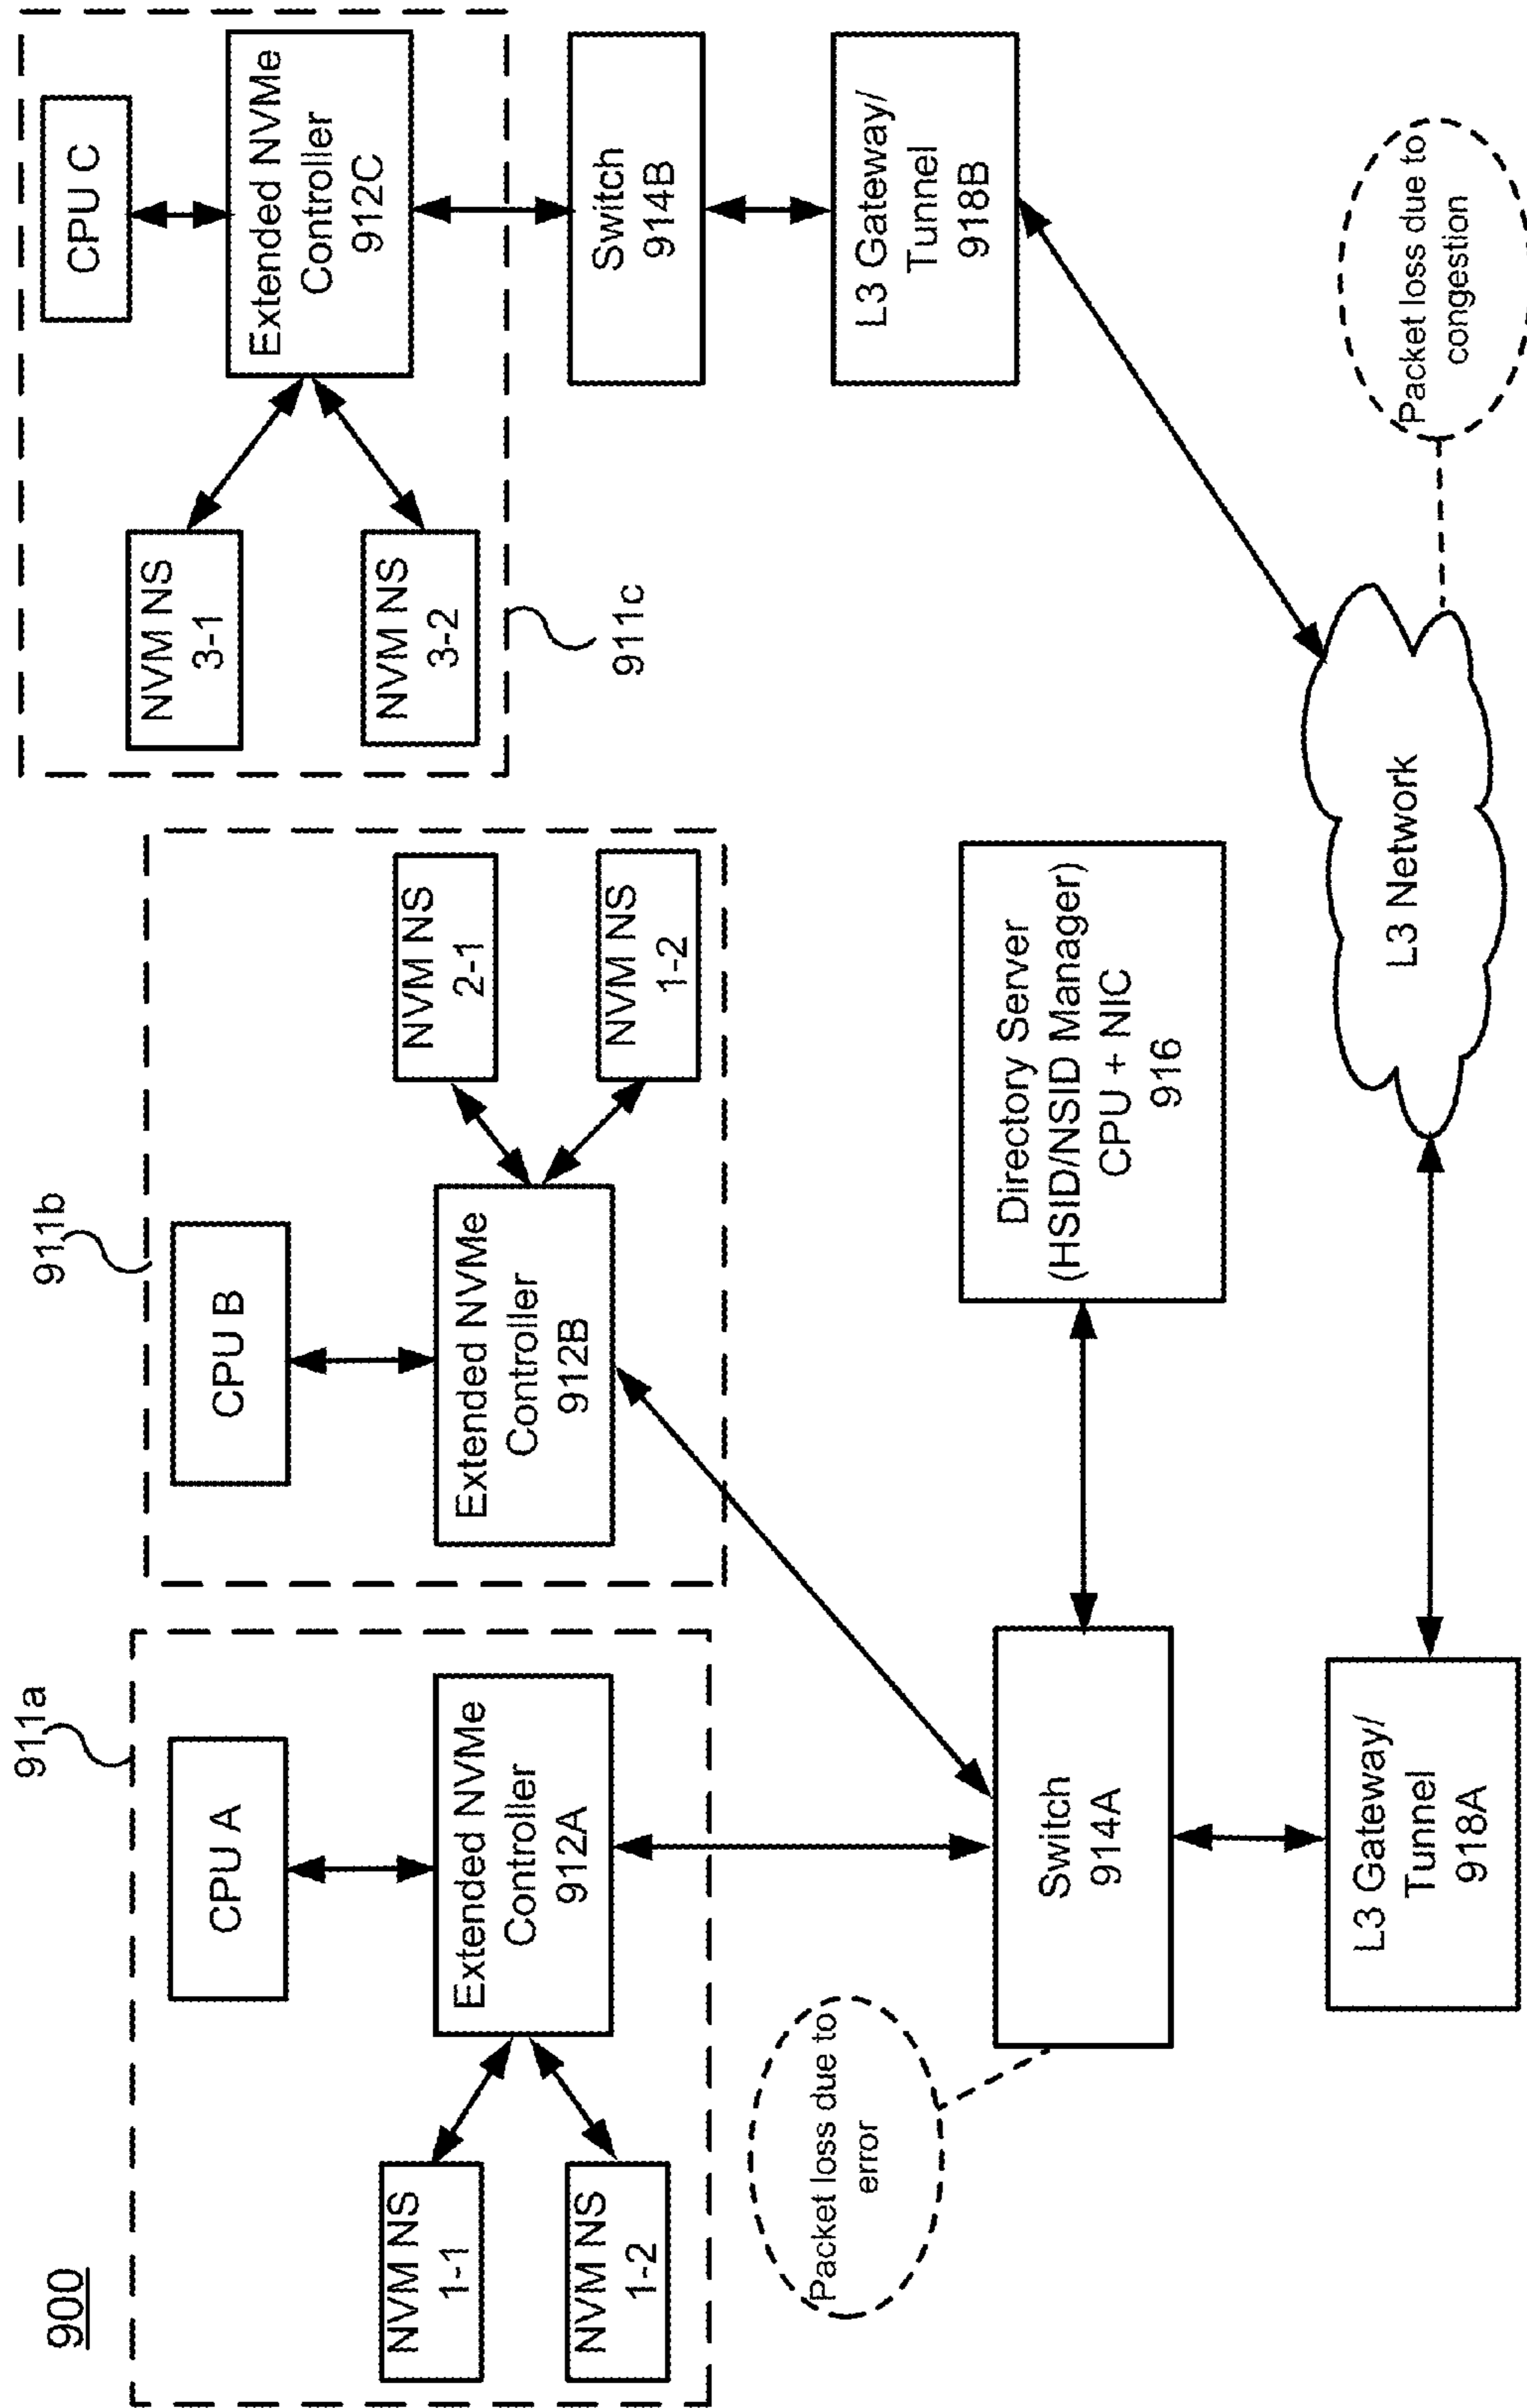 900
911a
CPU A
Extended NVMe
Controller
912A
NVM NS
1-1
NVM NS
1-2
911b
CPU B
Extended NVMe
Controller
912B
NVM NS
2-1
NVM NS
1-2
CPU C
Extended NVMe
Controller
912C
NVM NS
3-1
NVM NS
3-2
911c
Packet loss due to
error
Switch
914A
Directory Server
(HSID/NSID Manager)
CPU + NIC
916
Switch
914B
L3 Gateway/
Tunnel
918B
L3 Gateway/
Tunnel
918A
L3 Network
Packet loss due to
congestion